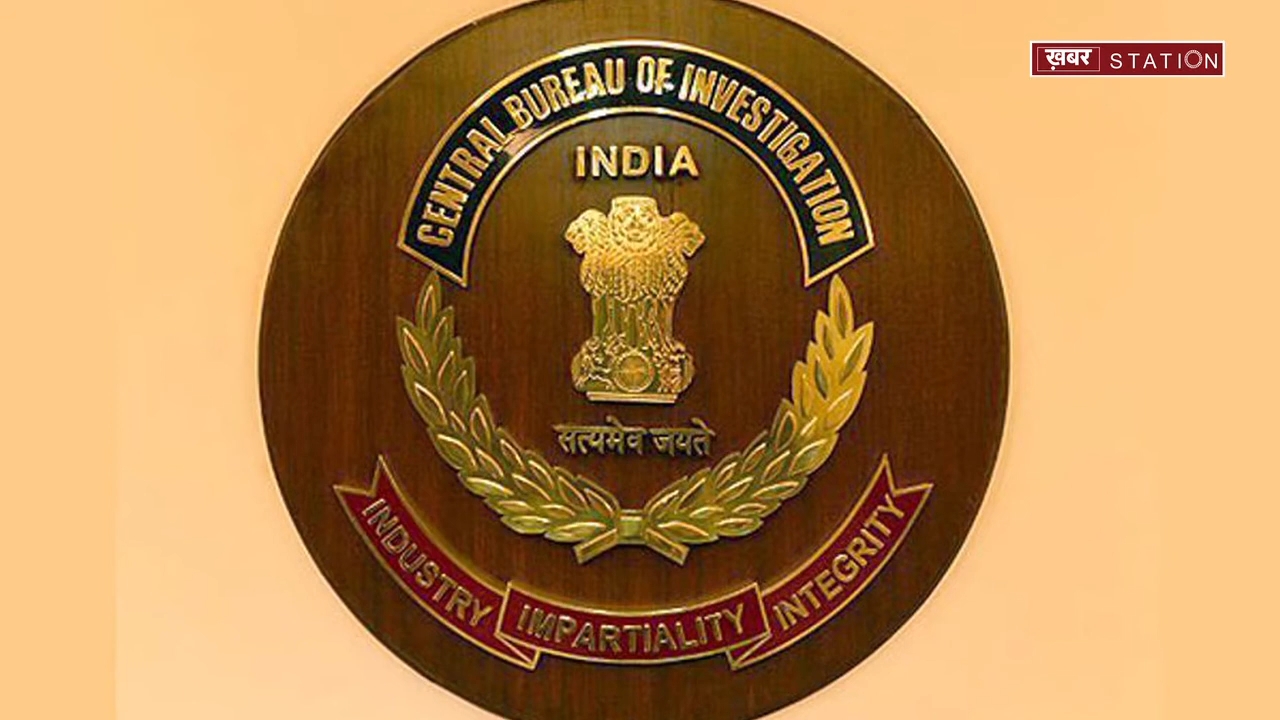 ख़बर STATION
CENTRAL BUREAU OF INVESTIGATION
INDIA
सत्यमेव जयते
INDUSTRY IMPARTIALITY INTEGRITY